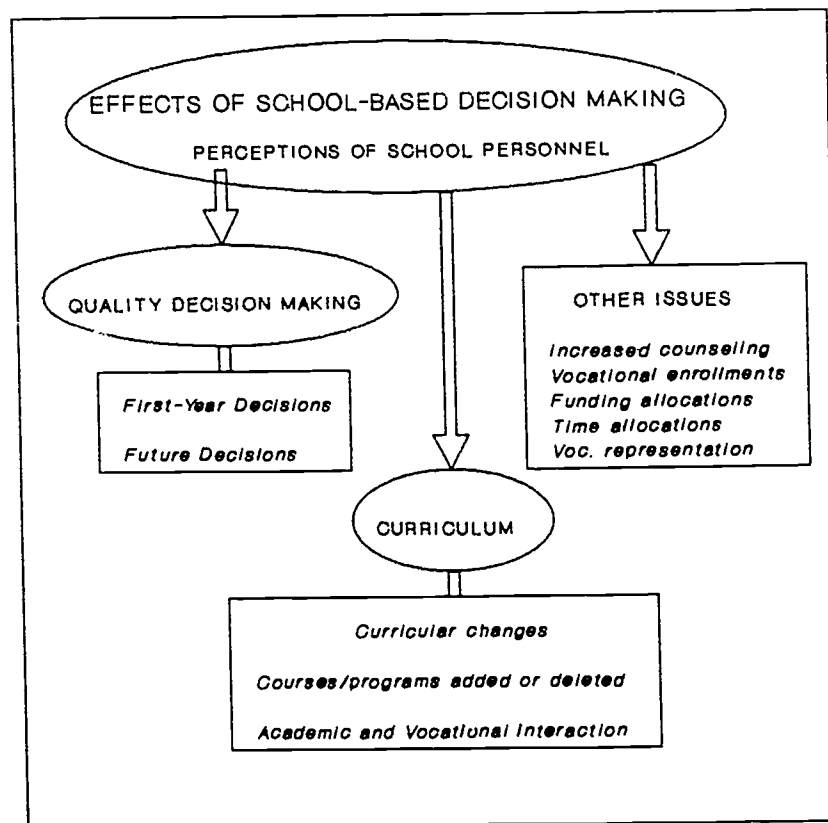 EFFECTS OF SCHOOL-BASED DECISION MAKING
PERCEPTIONS OF SCHOOL PERSONNEL
QUALITY DECISION MAKING
First-Year Decisions
Future Decisions
OTHER ISSUES
Increased counseling
Vocational enrollments
Funding allocations
Time allocations
Voc. representation
CURRICULUM
Curricular changes
Courses/programs added or deleted
Academic and Vocational Interaction